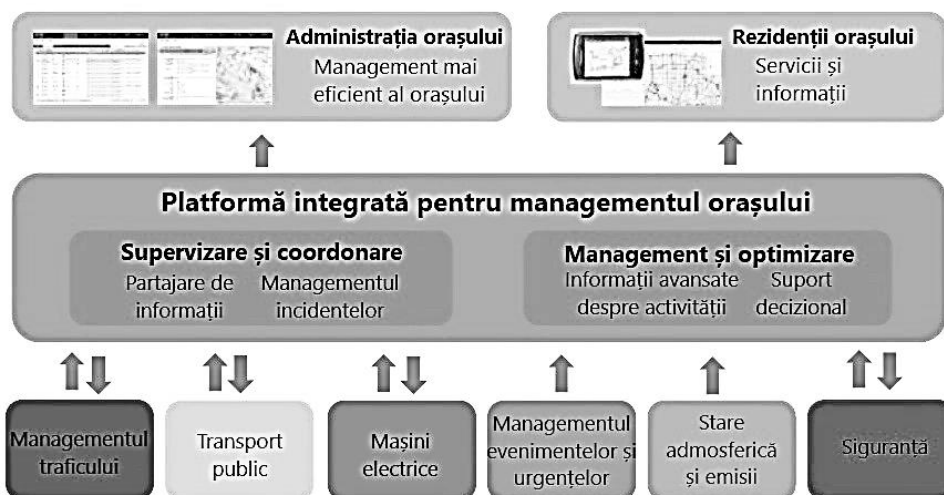 Administrația orașului
Management mai
eficient al orașului
Rezidenții orașului
Servicii și
informații
Platformă integrată pentru managementul orașului
Supervizare și coordonare
Partajare de
informații
Managementul
incidentelor
Management și optimizare
Informații avansate
despre activității
Suport
decizional
Managementul
traficului
Transport
public
Mașini
electrice
Managementul
evenimentelor și
urgențelor
Stare
admosferică
și emisii
Siguranță